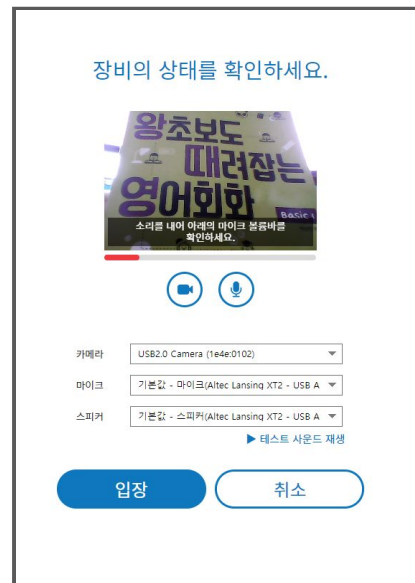 장비의 상태를 확인하세요.
왕초보도
때려잡는
영어회화
Basic
소리를 내어 아래의 마이크 볼륨바를
확인하세요.
카메라 USB2.0 Camera (1e4e:0102)
마이크 기본값 - 마이크(Altec Lansing XT2 - USB A
스피커 기본값 - 스피커(Altec Lansing XT2 - USB A
▶ 테스트 사운드 재생
입장 취소